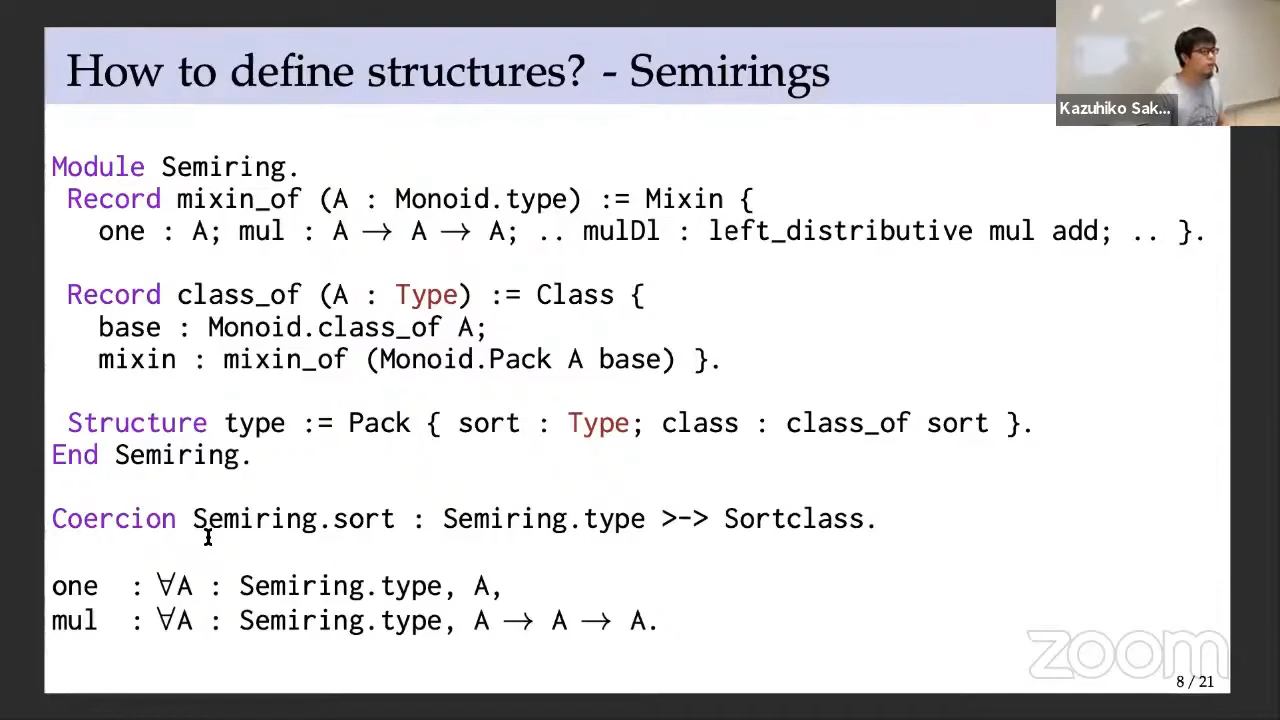 How to define structures? - Semirings
Kazuhiko Sak...
Module Semiring.
Record mixin_of (A : Monoid.type) := Mixin {
one : A; mul : A → A → A; .. mulDl : left_distributive mul add; .. }.
Record class_of (A : Type) := Class {
base : Monoid.class_of A;
mixin : mixin_of (Monoid.Pack A base) }.
Structure type := Pack { sort : Type; class : class_of sort }.
End Semiring.
Coercion Semiring.sort : Semiring.type >-> Sortclass.
one : ∀A : Semiring.type, A,
mul : ∀A : Semiring.type, A → A → A.
zoom
8 / 21